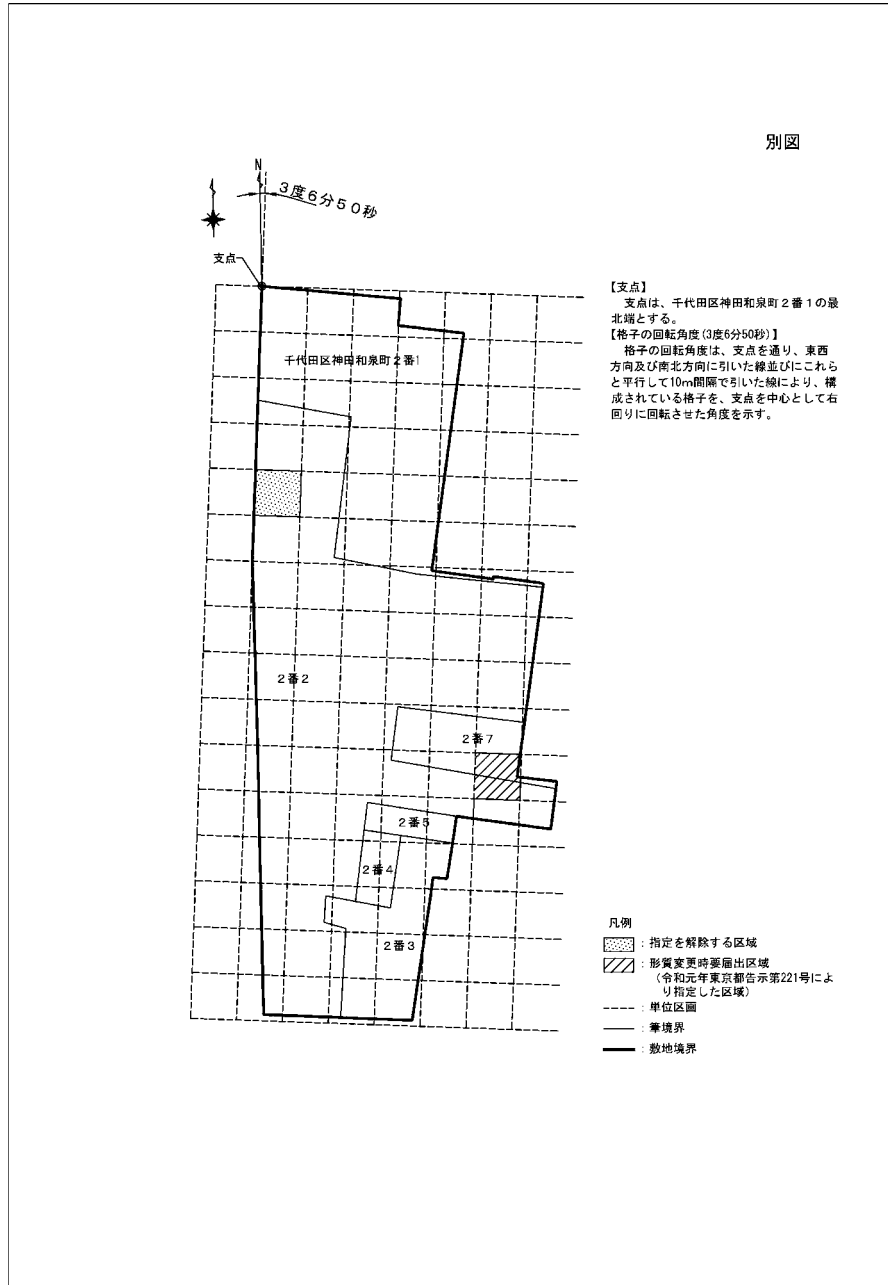 別図
N
3度6分50秒
支点
【支点】
支点は、千代田区神田和泉町2番1の最
北端とする。
【格子の回転角度(3度6分50秒)】
格子の回転角度は、支点を通り、東西
方向及び南北方向に引いた線並びにこれら
と平行して10m間隔で引いた線により、構
成されている格子を、支点を中心として右
回りに回転させた角度を示す。
千代田区神田和泉町2番1
2番2
2番7
2番5
2番4
2番3
凡例
：指定を解除する区域
：形質変更時要届出区域
(令和元年東京都告示第221号によ
り指定した区域)
：単位区画
：筆境界
：敷地境界